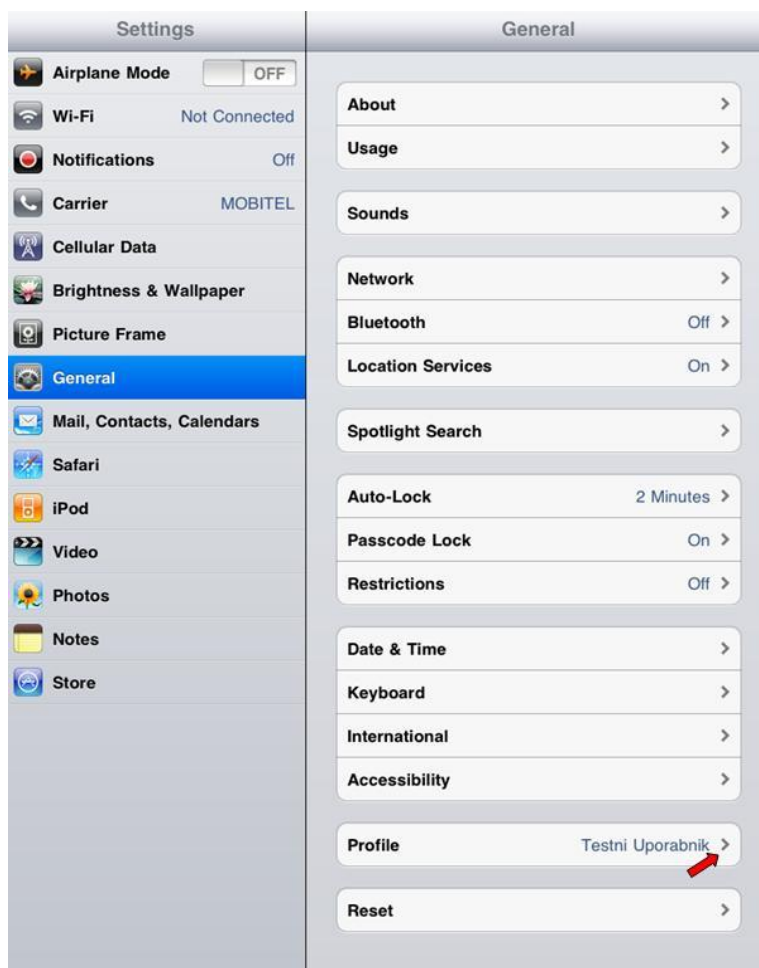 Settings
Airplane Mode OFF
Wi-Fi Not Connected
Notifications Off
Carrier MOBITEL
Cellular Data
Brightness & Wallpaper
Picture Frame
General
Mail, Contacts, Calendars
Safari
iPod
Video
Photos
Notes
Store
General
About
Usage
Sounds
Network
Bluetooth Off
Location Services On
Spotlight Search
Auto-Lock 2 Minutes
Passcode Lock On
Restrictions Off
Date & Time
Keyboard
International
Accessibility
Profile Testni Uporabnik
Reset